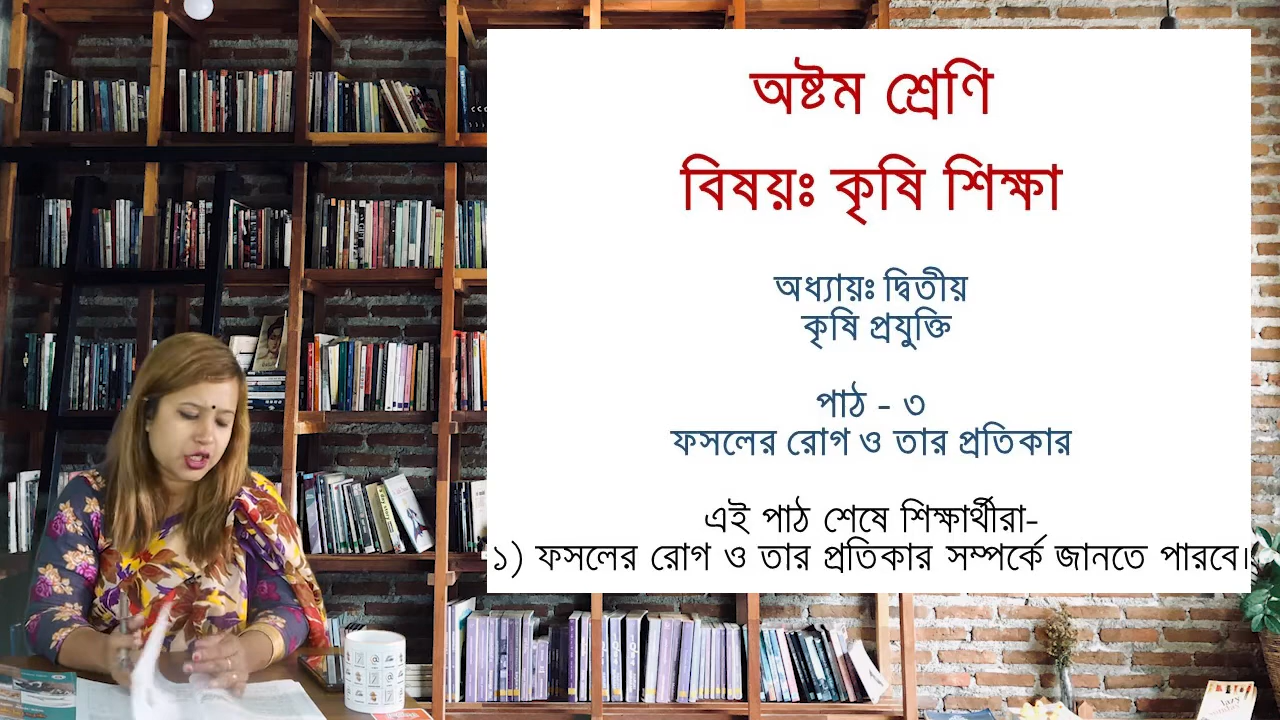 অষ্টম শ্রেণি
বিষয়ঃ কৃষি শিক্ষা
অধ্যায়ঃ দ্বিতীয়
কৃষি প্রযুক্তি
পাঠ - ৩
ফসলের রোগ ও তার প্রতিকার
এই পাঠ শেষে শিক্ষার্থীরা-
১) ফসলের রোগ ও তার প্রতিকার সম্পর্কে জানতে পারবে।